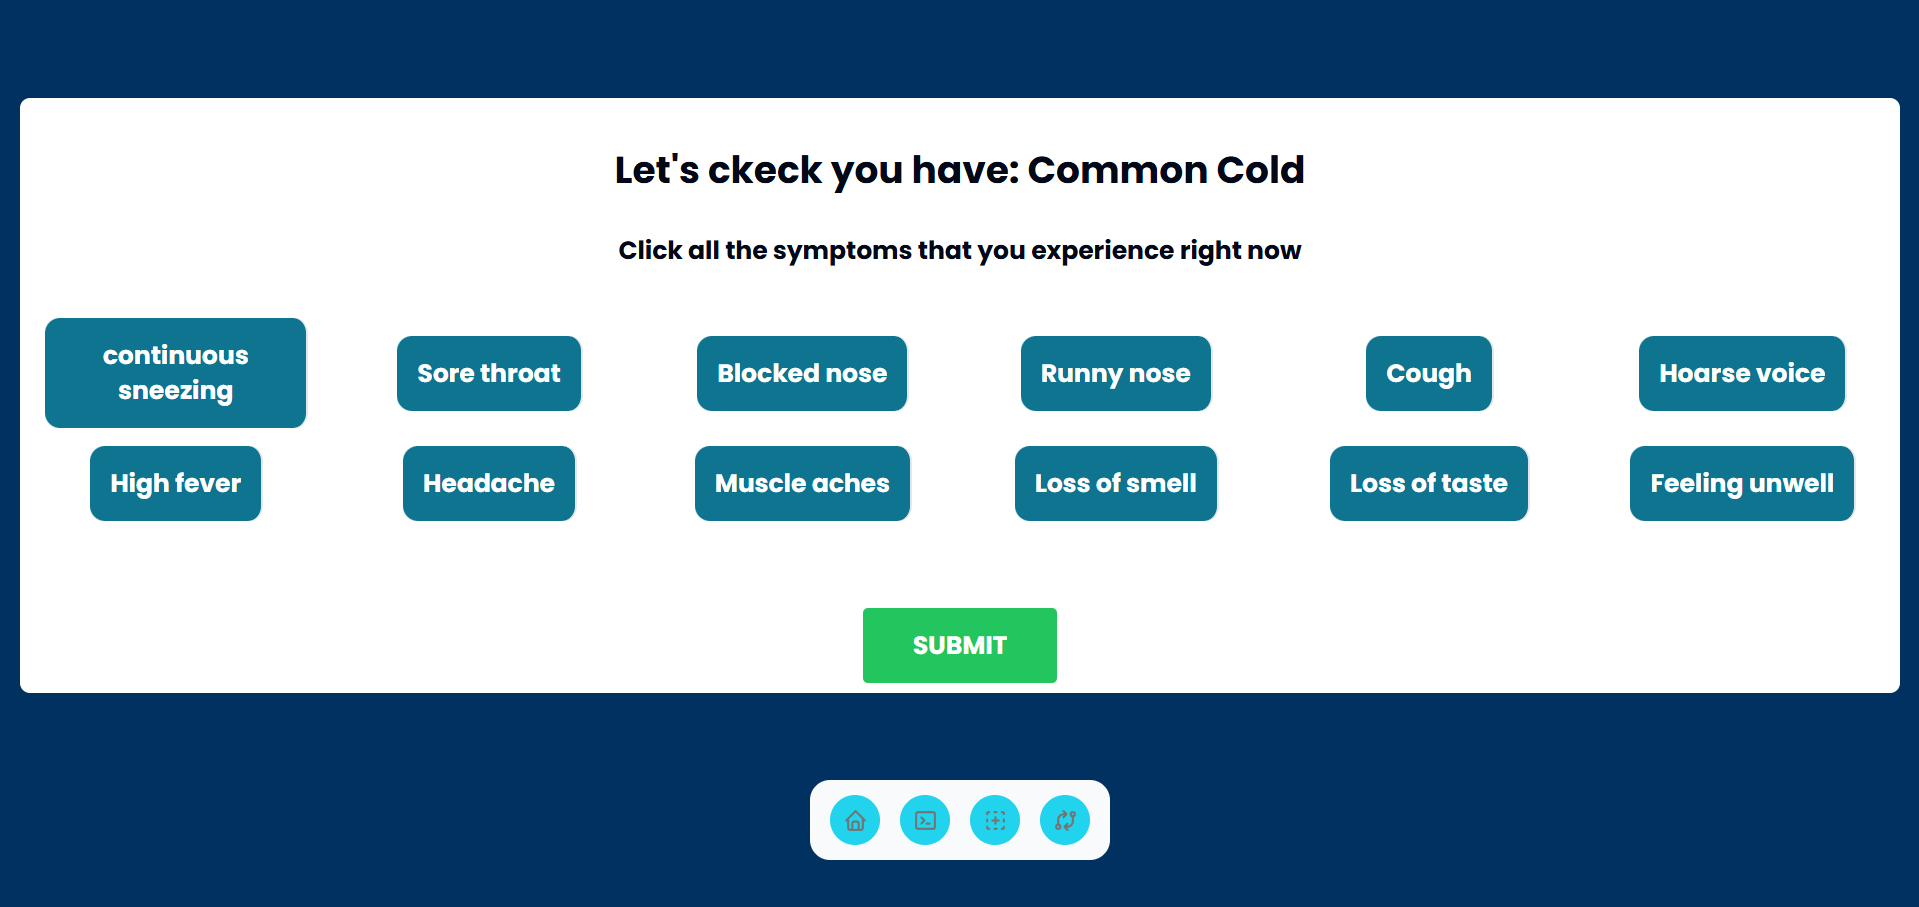 Let's ckeck you have: Common Cold
Click all the symptoms that you experience right now
continuous
sneezing
Sore throat
Blocked nose
Runny nose
Cough
Hoarse voice
High fever
Headache
Muscle aches
Loss of smell
Loss of taste
Feeling unwell
SUBMIT